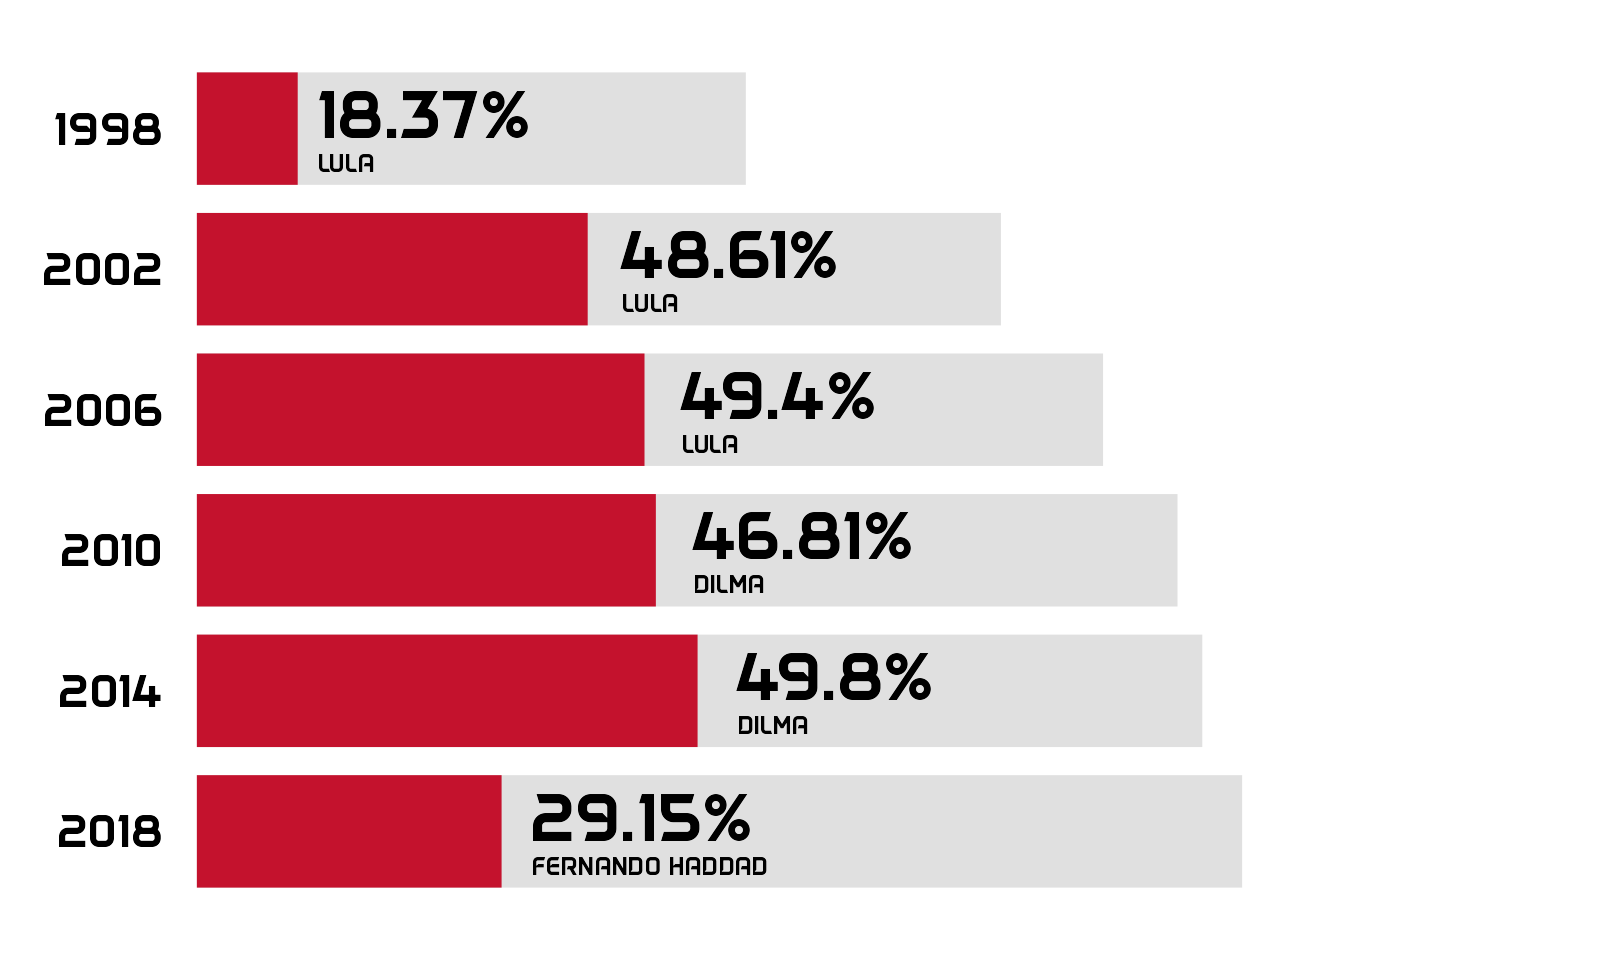 1998
18.37%
LULA
2002
48.61%
LULA
2006
49.4%
LULA
2010
46.81%
DILMA
2014
49.8%
DILMA
2018
29.15%
FERNANDO HADDAD